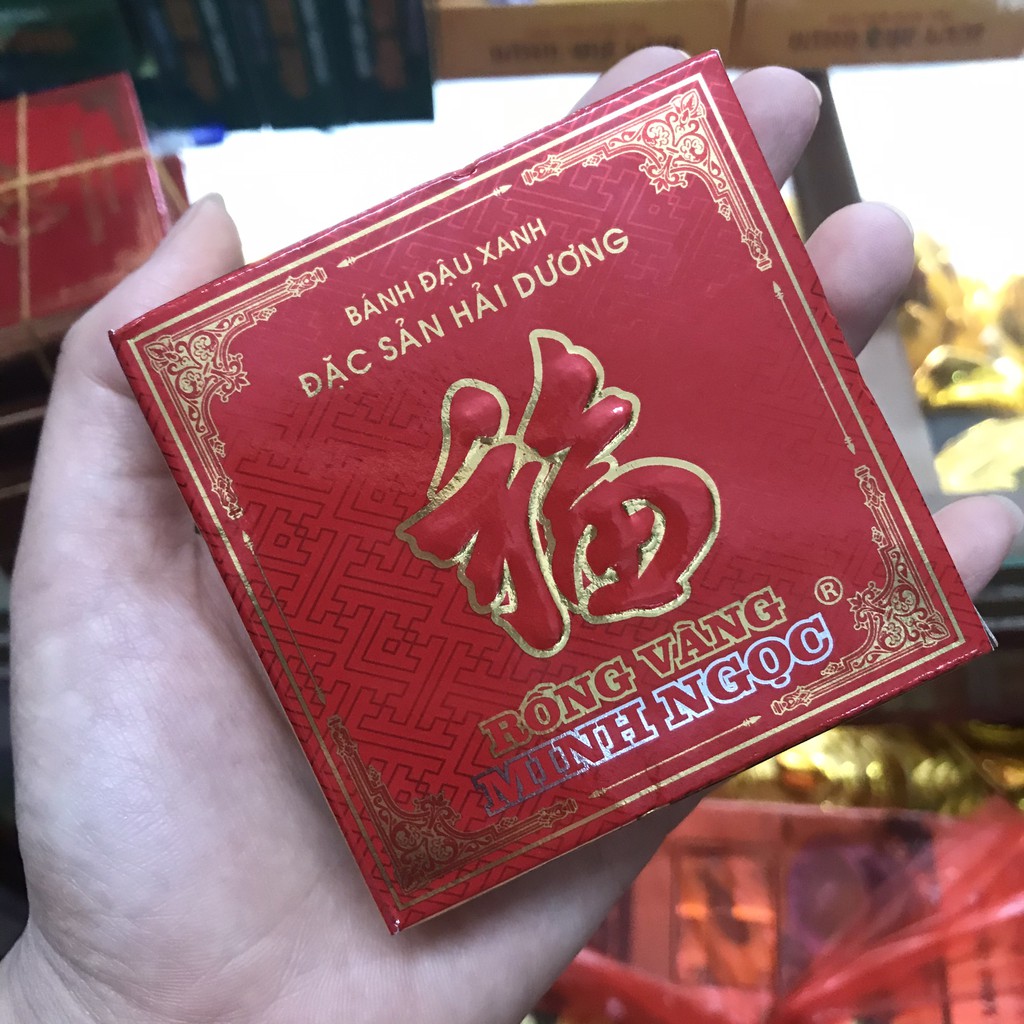 BÁNH ĐẬU XANH
ĐẶC SẢN HẢI DƯƠNG
福
RỒNG VÀNG ®
MINH NGỌC